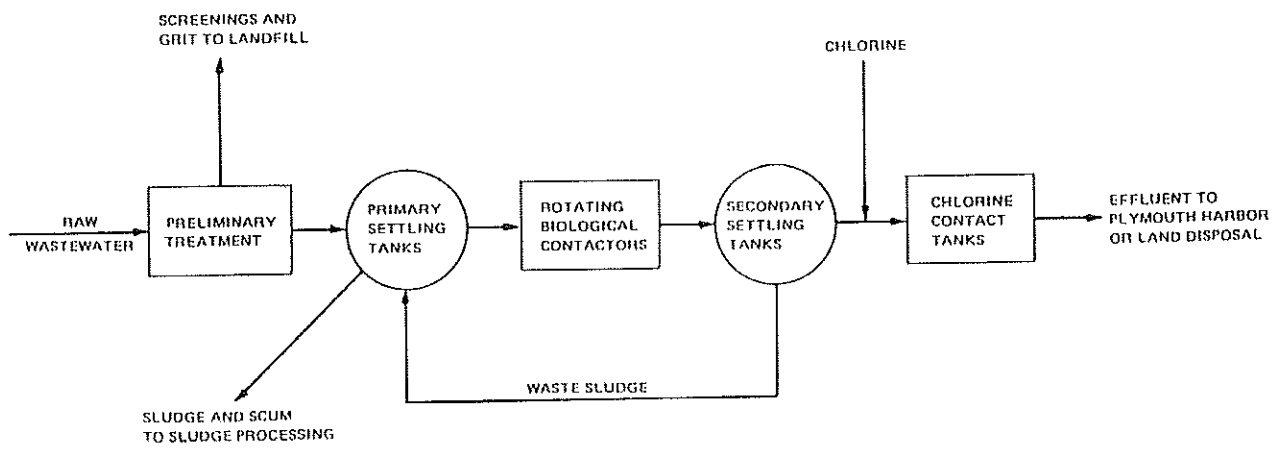 SCREENINGS AND
GRIT TO LANDFILL
CHLORINE
RAW
WASTEWATER
PRELIMINARY
TREATMENT
PRIMARY
SETTLING
TANKS
ROTATING
BIOLOGICAL
CONTACTORS
SECONDARY
SETTLING
TANKS
CHLORINE
CONTACT
TANKS
EFFLUENT TO
PLYMOUTH HARBOR
OR LAND DISPOSAL
WASTE SLUDGE
SLUDGE AND SCUM
TO SLUDGE PROCESSING